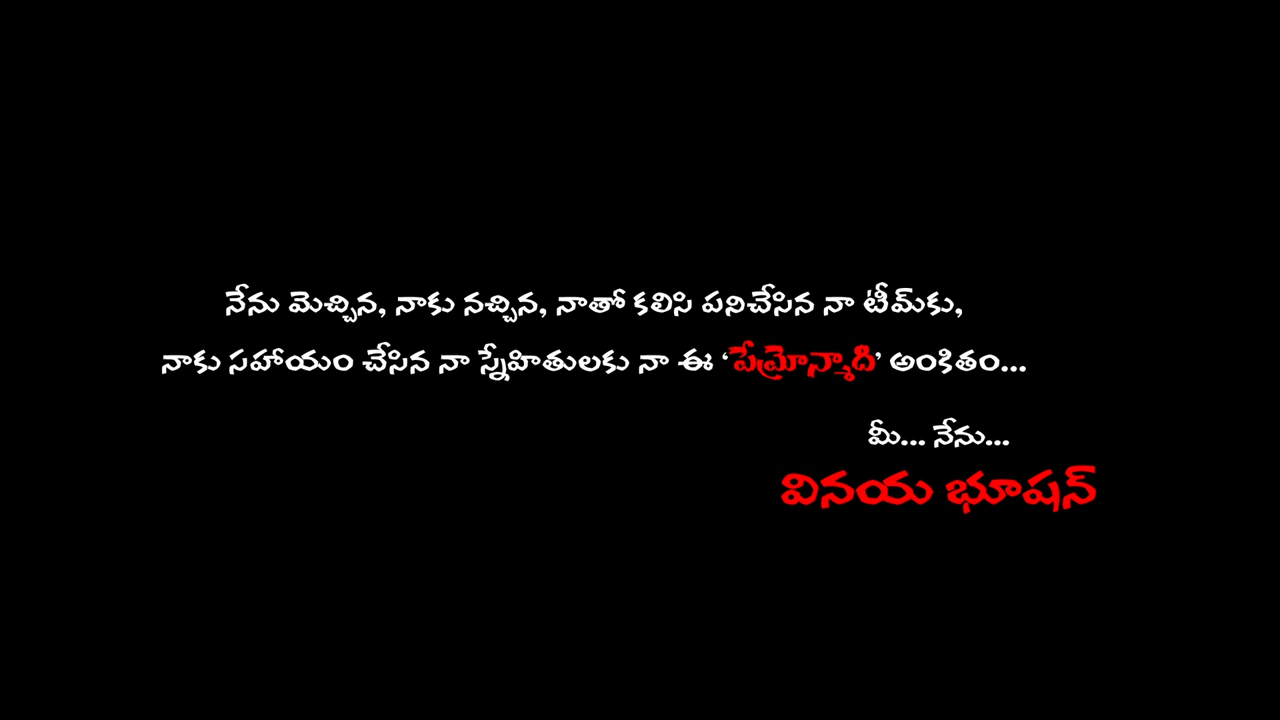 నేను మెచ్చిన, నాకు నచ్చిన, నాతో కలిసి పనిచేసిన నా టీమ్‌కు,
నాకు సహాయం చేసిన నా స్నేహితులకు నా ఈ ‘ప్రేమోన్మాది’ అంకితం...
మీ... నేను...
వినయ భూషన్